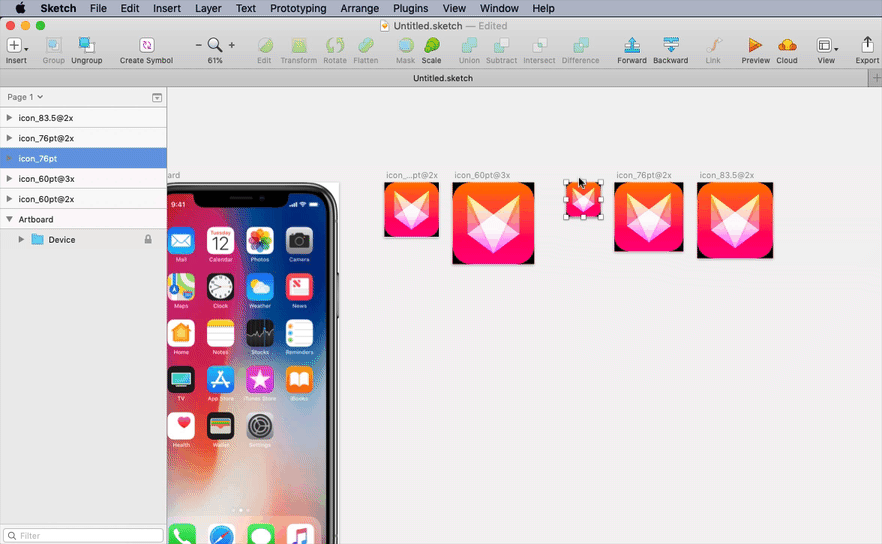 Sketch File Edit Insert Layer Text Prototyping Arrange Plugins View Window Help
Untitled.sketch — Edited
Insert Group Ungroup Create Symbol 61% Edit Transform Rotate Flatten Mask Scale Union Subtract Intersect Difference Forward Backward Link Preview Cloud View Export
Untitled.sketch
Page 1
icon_83.5@2x
icon_76pt@2x
icon_76pt
icon_60pt@3x
icon_60pt@2x
Artboard
Device
Filter
ard
icon_...pt@2x icon_60pt@3x icon_76pt@2x icon_83.5@2x
9:41
Tuesday
12
Mail Calendar Photos Camera
Maps Clock Weather News
Home Notes Stocks Reminders
TV App Store iTunes Store iBooks
Health Wallet Settings